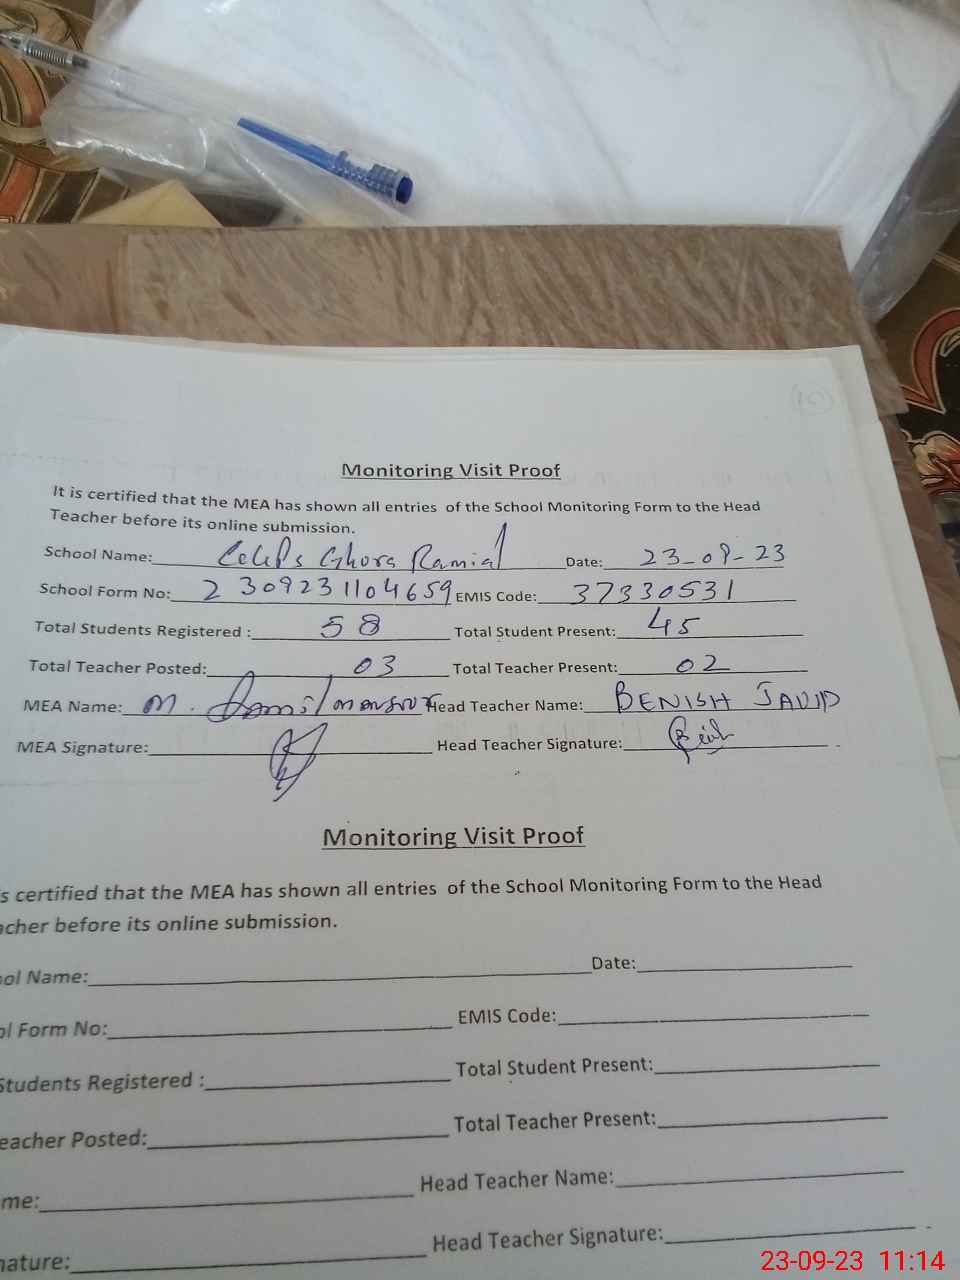 Monitoring Visit Proof
It is certified that the MEA has shown all entries of the School Monitoring Form to the Head
Teacher before its online submission.
School Name: Ghora Ramial Date: 23-09-23
School Form No: 2 309231104659 EMIS Code: 37330531
Total Students Registered : 58 Total Student Present: 45
Total Teacher Posted: 03 Total Teacher Present: 02
MEA Name: M. Mansoor Head Teacher Name: BENISH JAVID
MEA Signature: Head Teacher Signature:
Monitoring Visit Proof
s certified that the MEA has shown all entries of the School Monitoring Form to the Head
acher before its online submission.
ool Name: Date:
ol Form No: EMIS Code:
Students Registered : Total Student Present:
eacher Posted: Total Teacher Present:
me: Head Teacher Name:
nature: Head Teacher Signature:
23-09-23 11:14